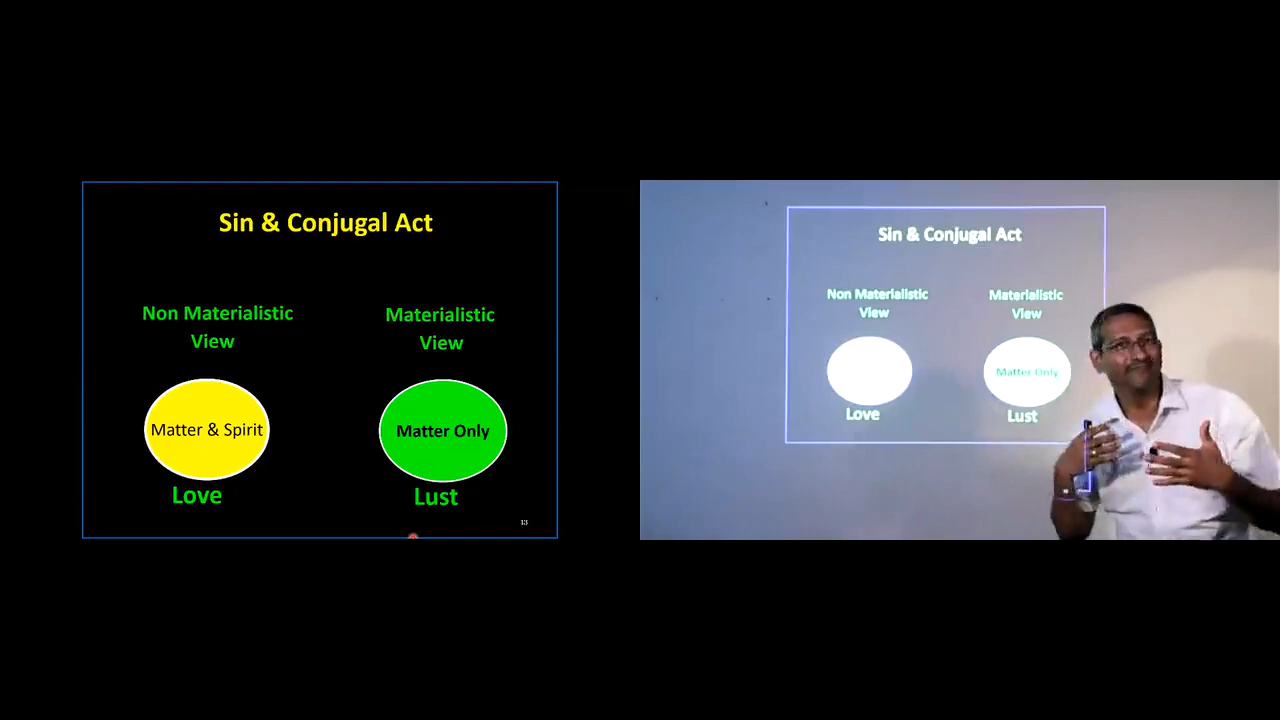 Sin & Conjugal Act
Non Materialistic
View
Materialistic
View
Matter & Spirit
Matter Only
Love
Lust
13
Sin & Conjugal Act
Non Materialistic
View
Materialistic
View
Matter Only
Love
Lust